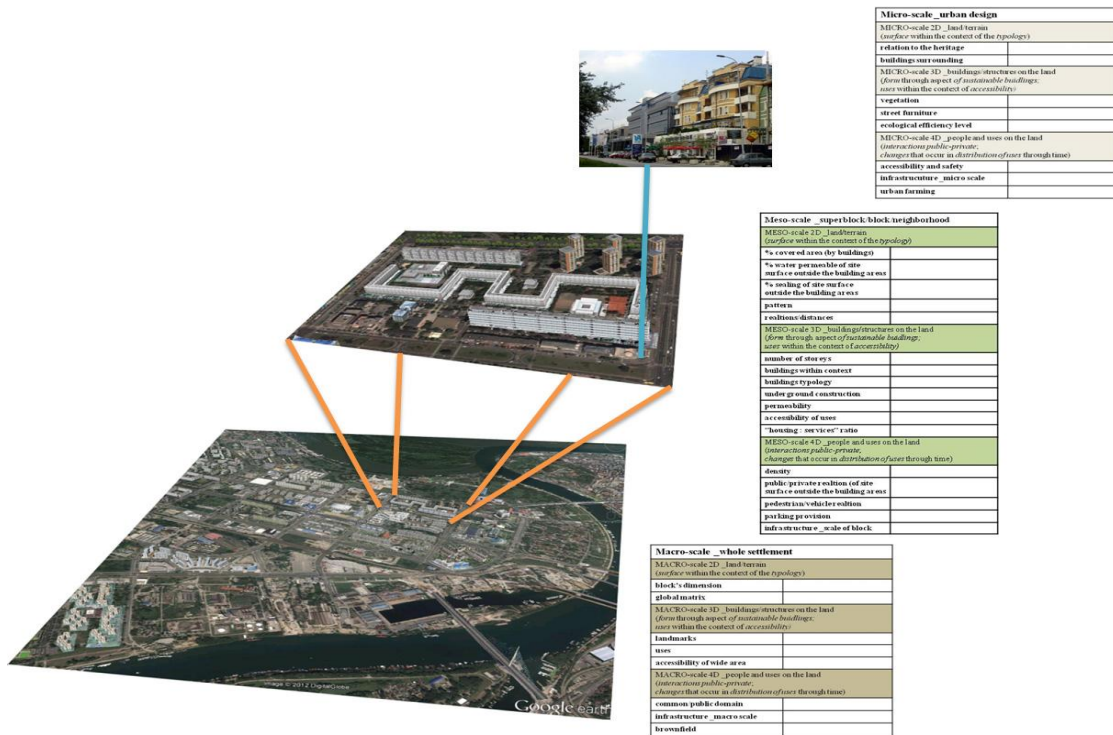 Micro-scale _urban design
MICRO-scale 2D _land/terrain
(surface within the context of the typology)
relation to the heritage
buildings surrounding
MICRO-scale 3D _buildings/structures on the land
(form through aspect of sustainable buidlings;
uses within the context of accessibility)
vegetation
street furniture
ecological efficiency level
MICRO-scale 4D _people and uses on the land
(interactions public-private;
changes that occur in distribution of uses through time)
accessibility and safety
infrastrucuture _micro scale
urban farming
Meso-scale _superblock/block/neighborhood
MESO-scale 2D _land/terrain
(surface within the context of the typology)
% covered area (by buildings)
% water permeable of site
surface outside the building areas
% sealing of site surface
outside the building areas
pattern
realtions/distances
MESO-scale 3D _buildings/structures on the land
(form through aspect of sustainable buidlings;
uses within the context of accessibility)
number of storeys
buildings within context
buildings typology
underground construction
permeability
accessibility of uses
"housing : services" ratio
MESO-scale 4D _people and uses on the land
(interactions public-private,
changes that occur in distribution of uses through time)
density
public/private realtion (of site
surface outside the building areas
pedestrian/vehicle realtion
parking provision
infrastructure _scale of block
Macro-scale _whole settlement
MACRO-scale 2D _land/terrain
(surface within the context of the typology)
block's dimension
global matrix
MACRO-scale 3D _buildings/structures on the land
(form through aspect of sustainable buidlings;
uses within the context of accessibility)
landmarks
uses
accessibility of wide area
MACRO-scale 4D _people and uses on the land
(interactions public-private;
changes that occur in distribution of uses through time)
common/public domain
infrastructure _macro scale
brownfield
Image © 2012 DigitalGlobe
Google earth